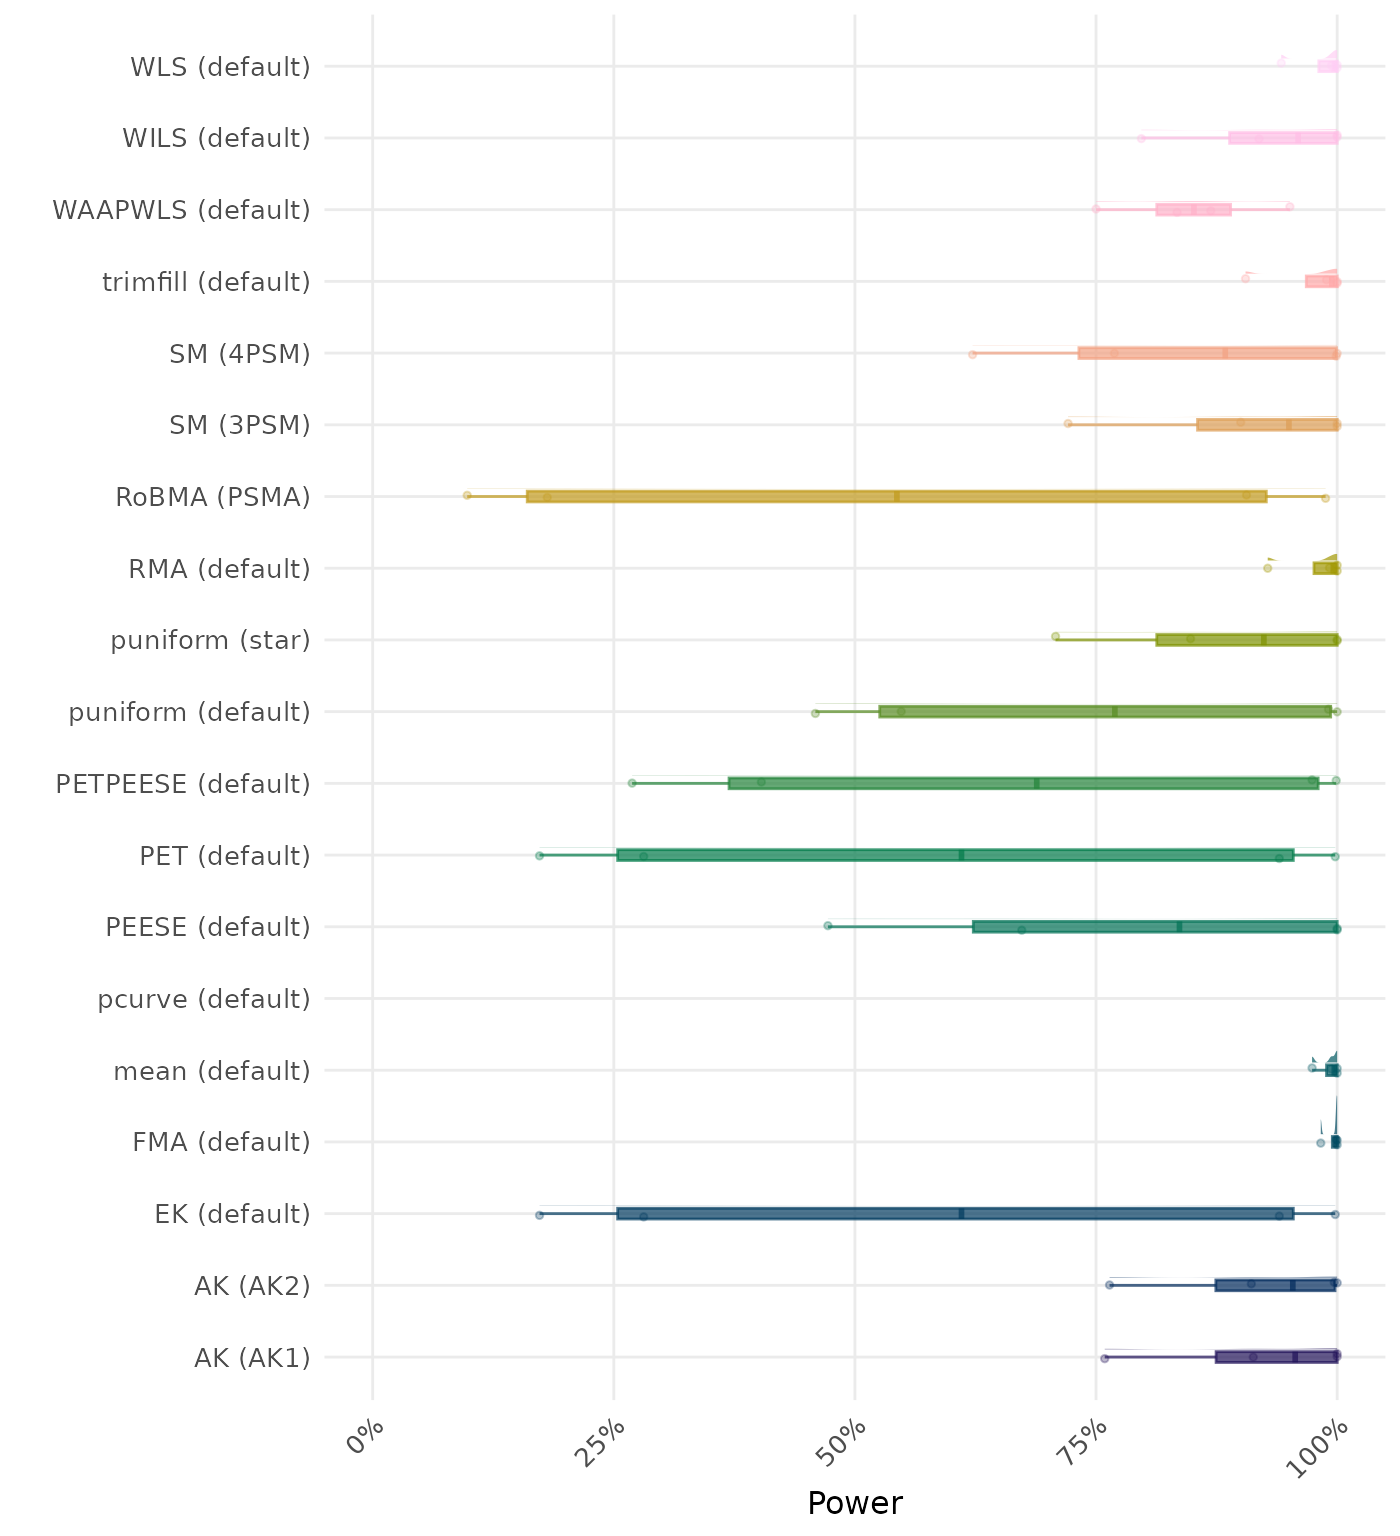 WLS (default)
WILS (default)
WAAPWLS (default)
trimfill (default)
SM (4PSM)
SM (3PSM)
RoBMA (PSMA)
RMA (default)
puniform (star)
puniform (default)
PETPEESE (default)
PET (default)
PEESE (default)
pcurve (default)
mean (default)
FMA (default)
EK (default)
AK (AK2)
AK (AK1)
0%
25%
50%
75%
100%
Power